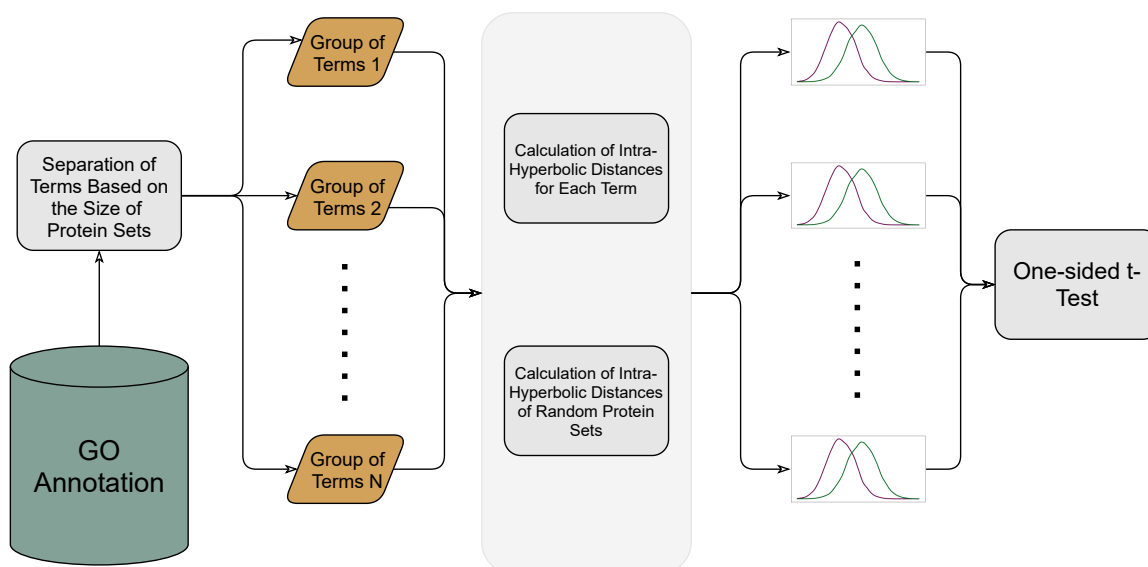 Separation of
Terms Based on
the Size of
Protein Sets
GO
Annotation
Group of
Terms 1
Group of
Terms 2
Group of
Terms N
Calculation of Intra-
Hyperbolic Distances
for Each Term
Calculation of Intra-
Hyperbolic Distances
of Random Protein
Sets
One-sided t-
Test